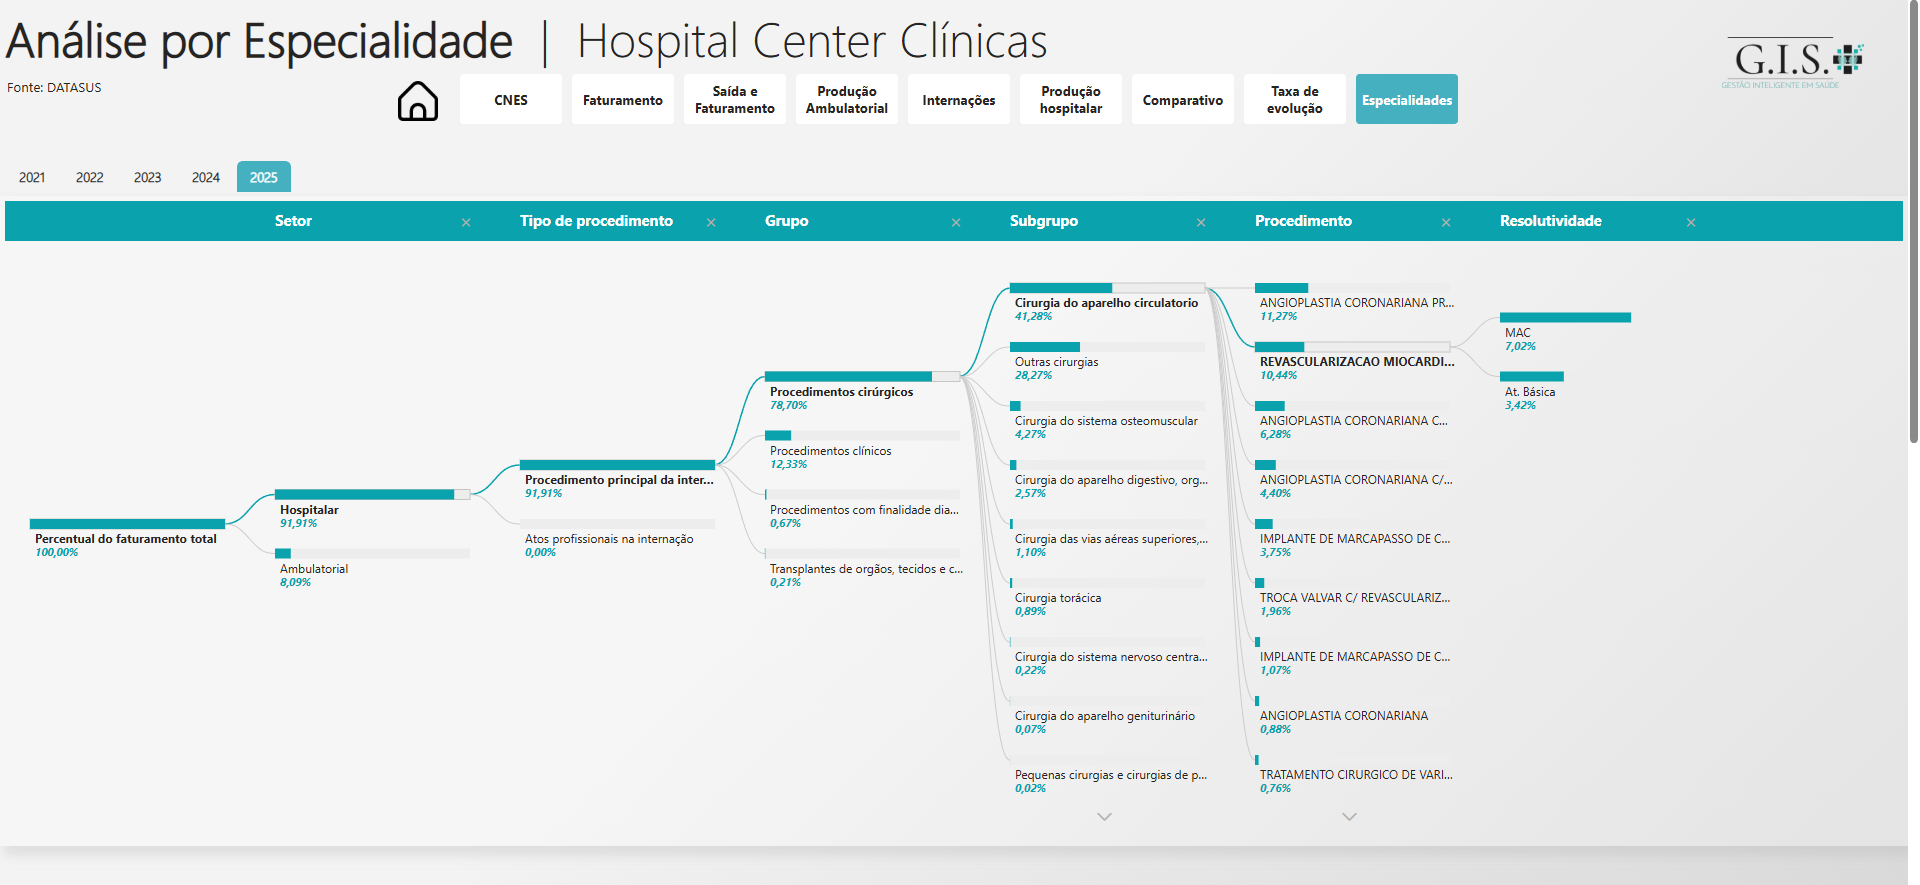 Análise por Especialidade | Hospital Center Clínicas
Fonte: DATASUS
G.I.S.
GESTÃO INTELIGENTE EM SAÚDE
CNES
Faturamento
Saída e
Faturamento
Produção
Ambulatorial
Internações
Produção
hospitalar
Comparativo
Taxa de
evolução
Especialidades
2021 2022 2023 2024 2025
Setor
Tipo de procedimento
Grupo
Subgrupo
Procedimento
Resolutividade
Percentual do faturamento total
100,00%
Hospitalar
91,91%
Ambulatorial
8,09%
Procedimento principal da inter...
91,91%
Atos profissionais na internação
0,00%
Procedimentos cirúrgicos
78,70%
Procedimentos clínicos
12,33%
Procedimentos com finalidade dia...
0,67%
Transplantes de orgãos, tecidos e c...
0,21%
Cirurgia do aparelho circulatorio
41,28%
Outras cirurgias
28,27%
Cirurgia do sistema osteomuscular
4,27%
Cirurgia do aparelho digestivo, org...
2,57%
Cirurgia das vias aéreas superiores,...
1,10%
Cirurgia torácica
0,89%
Cirurgia do sistema nervoso centra...
0,22%
Cirurgia do aparelho geniturinário
0,07%
Pequenas cirurgias e cirurgias de p...
0,02%
ANGIOPLASTIA CORONARIANA PR...
11,27%
REVASCULARIZACAO MIOCARDI...
10,44%
ANGIOPLASTIA CORONARIANA C...
6,28%
ANGIOPLASTIA CORONARIANA C/...
4,40%
IMPLANTE DE MARCAPASSO DE C...
3,75%
TROCA VALVAR C/ REVASCULARIZ...
1,96%
IMPLANTE DE MARCAPASSO DE C...
1,07%
ANGIOPLASTIA CORONARIANA
0,88%
TRATAMENTO CIRURGICO DE VARI...
0,76%
MAC
7,02%
At. Básica
3,42%